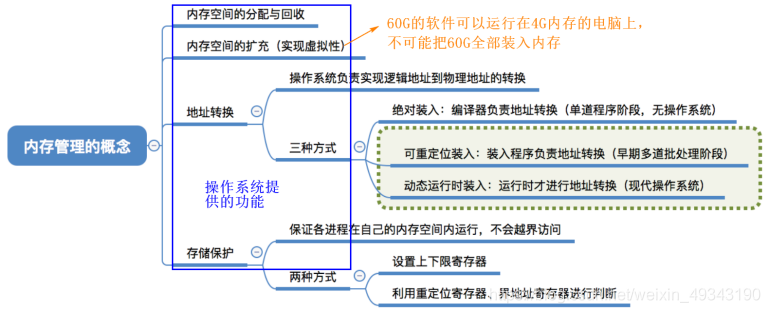 内存空间的分配与回收
60G的软件可以运行在4G内存的电脑上,
不可能把60G全部装入内存
内存空间的扩充（实现虚拟性）
操作系统负责实现逻辑地址到物理地址的转换
地址转换
绝对装入：编译器负责地址转换（单道程序阶段，无操作系统）
三种方式
可重定位装入：装入程序负责地址转换（早期多道批处理阶段）
动态运行时装入：运行时才进行地址转换（现代操作系统）
内存管理的概念
操作系统提
供的功能
保证各进程在自己的内存空间内运行，不会越界访问
存储保护
设置上下限寄存器
两种方式
利用重定位寄存器、界地址寄存器进行判断
net/weixin_49343190